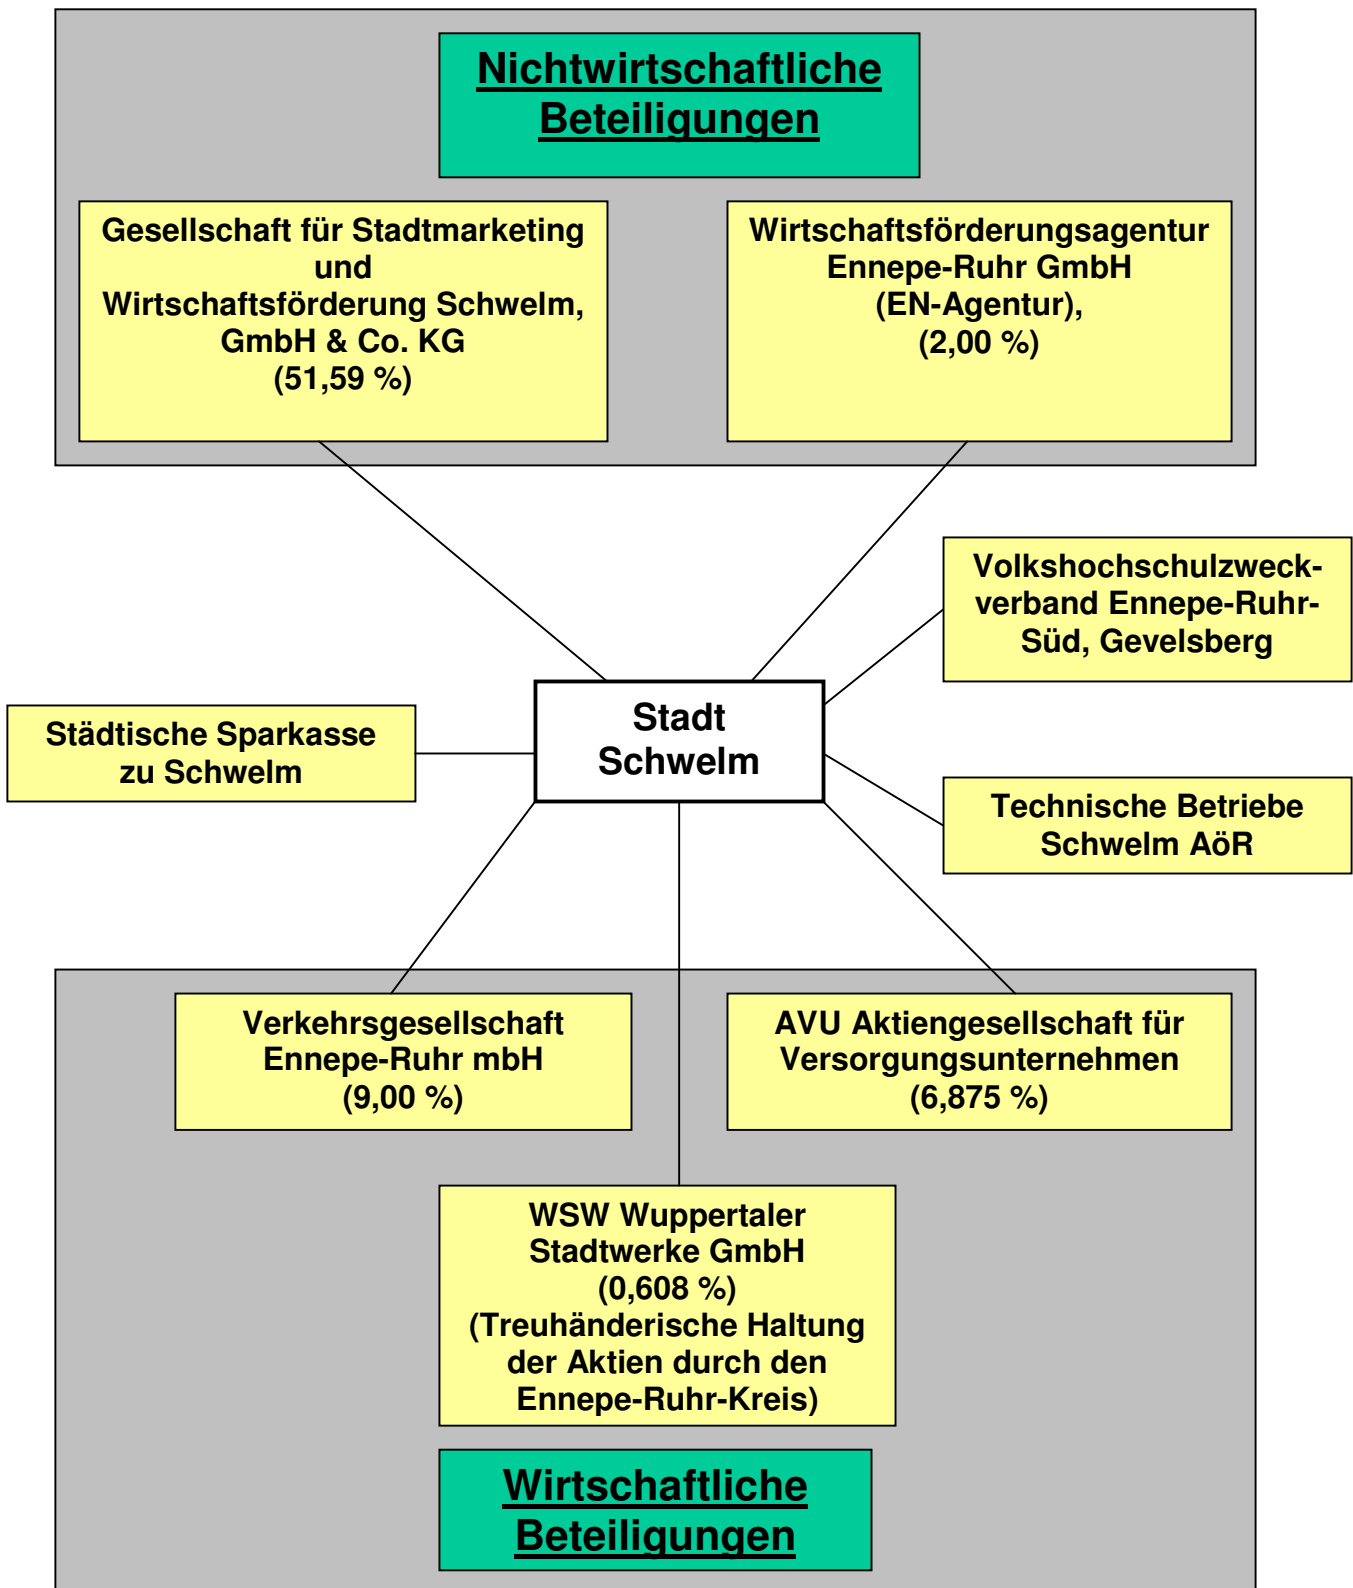 Nichtwirtschaftliche
Beteiligungen
Gesellschaft für Stadtmarketing
und
Wirtschaftsförderung Schwelm,
GmbH & Co. KG
(51,59 %)
Wirtschaftsförderungsagentur
Ennepe-Ruhr GmbH
(EN-Agentur),
(2,00 %)
Volkshochschulzweck-
verband Ennepe-Ruhr-
Süd, Gevelsberg
Stadt
Schwelm
Städtische Sparkasse
zu Schwelm
Technische Betriebe
Schwelm AöR
Verkehrsgesellschaft
Ennepe-Ruhr mbH
(9,00 %)
AVU Aktiengesellschaft für
Versorgungsunternehmen
(6,875 %)
WSW Wuppertaler
Stadtwerke GmbH
(0,608 %)
(Treuhänderische Haltung
der Aktien durch den
Ennepe-Ruhr-Kreis)
Wirtschaftliche
Beteiligungen